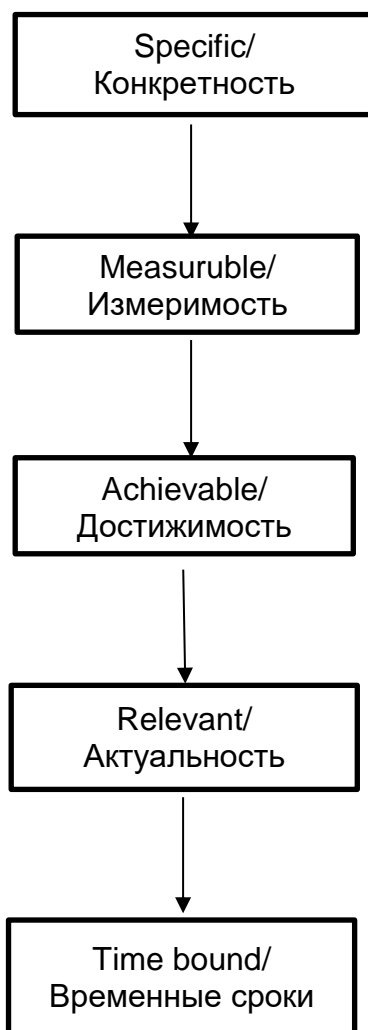 Specific/
Конкретность
Measuruble/
Измеримость
Achievable/
Достижимость
Relevant/
Актуальность
Time bound/
Временные сроки